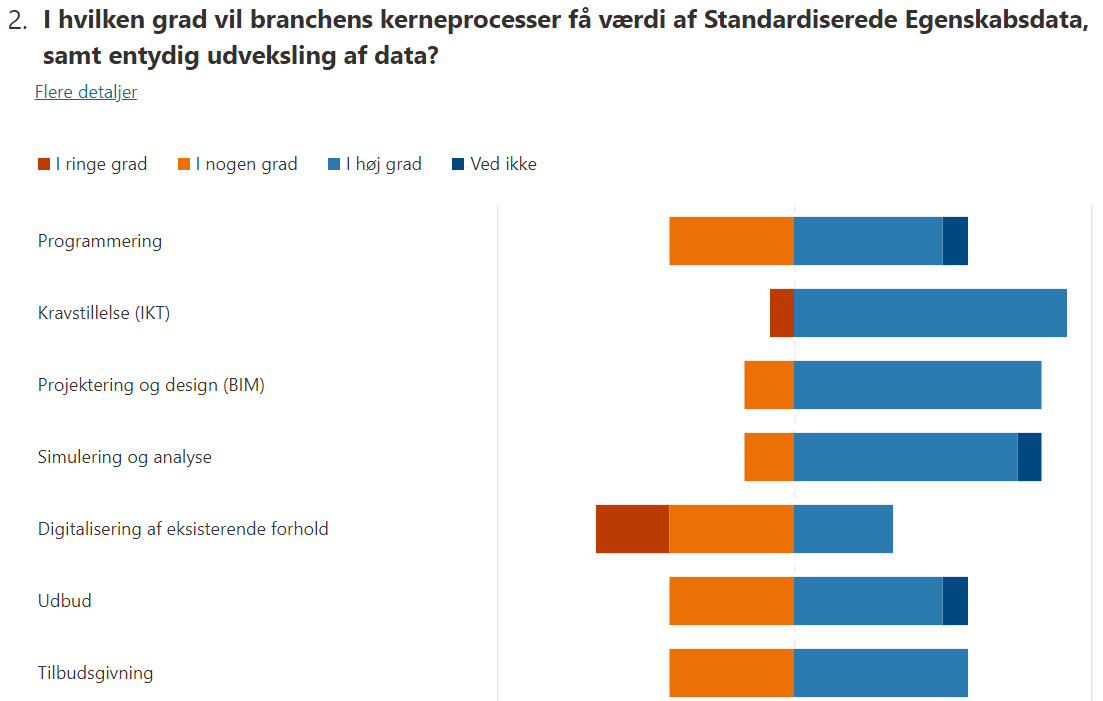 2. I hvilken grad vil branchens kerneprocesser få værdi af Standardiserede Egenskabsdata,
samt entydig udveksling af data?
Flere detaljer
I ringe grad I nogen grad I høj grad Ved ikke
Programmering
Kravstillelse (IKT)
Projektering og design (BIM)
Simulering og analyse
Digitalisering af eksisterende forhold
Udbud
Tilbudsgivning